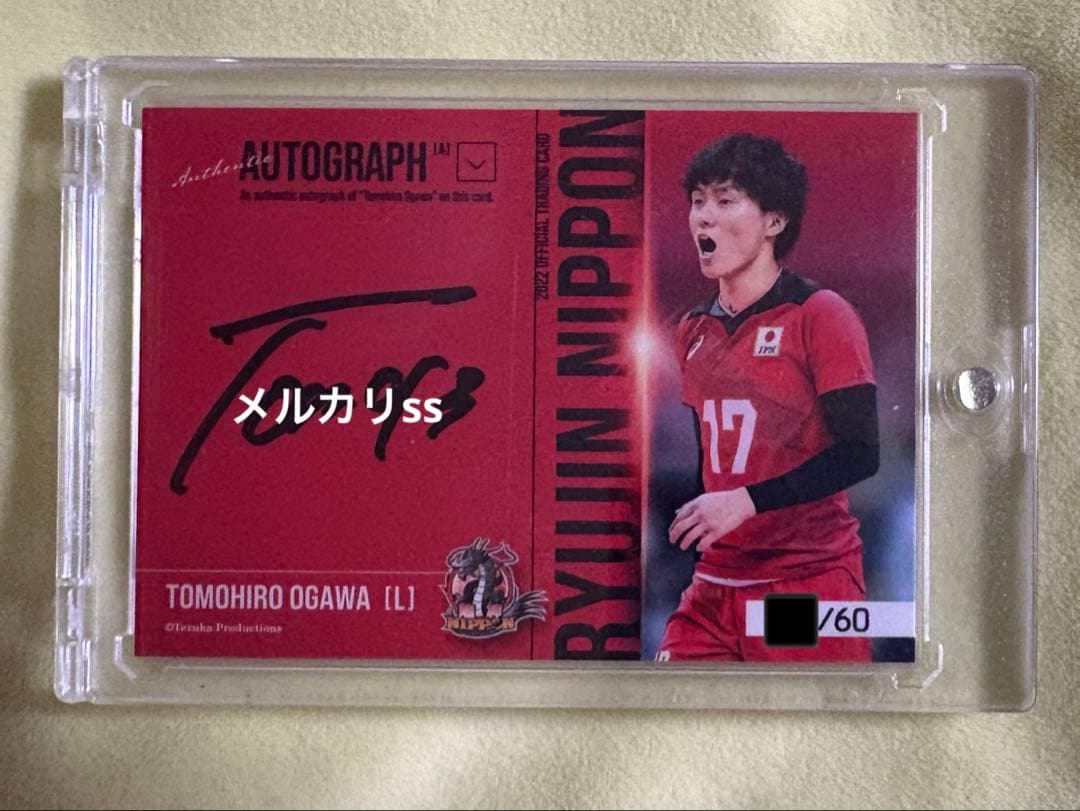 Authentic
AUTOGRAPH [A]
An authentic autograph of "Tomohiro Ogawa" on this card.
メルカリss
TOMOHIRO OGAWA [L]
©Tezuka Productions
NIPPON
2022 OFFICIAL TRADING CARD
RYUJIN NIPPON
JPN
17
/60